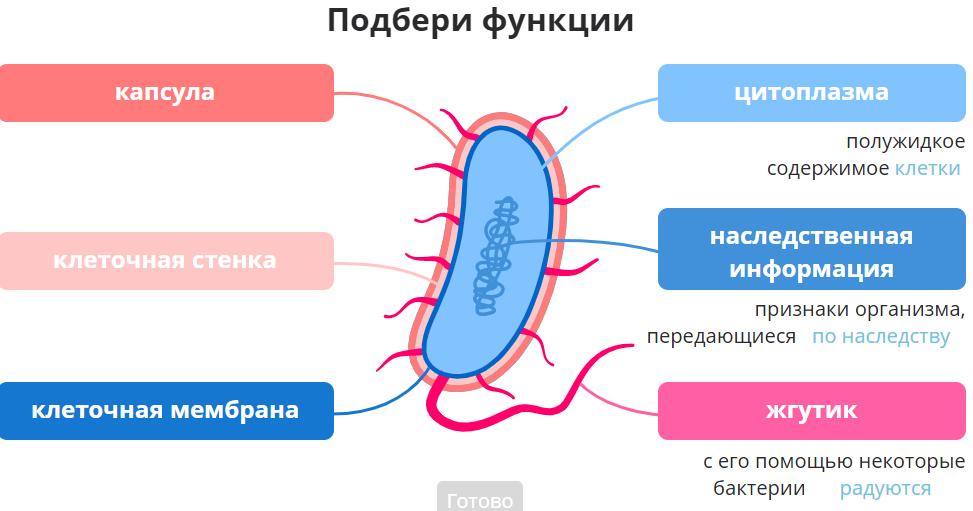 Подбери функции
капсула
клеточная стенка
клеточная мембрана
цитоплазма
полужидкое
содержимое клетки
наследственная
информация
признаки организма,
передающиеся по наследству
жгутик
с его помощью некоторые
бактерии радуются
Готово